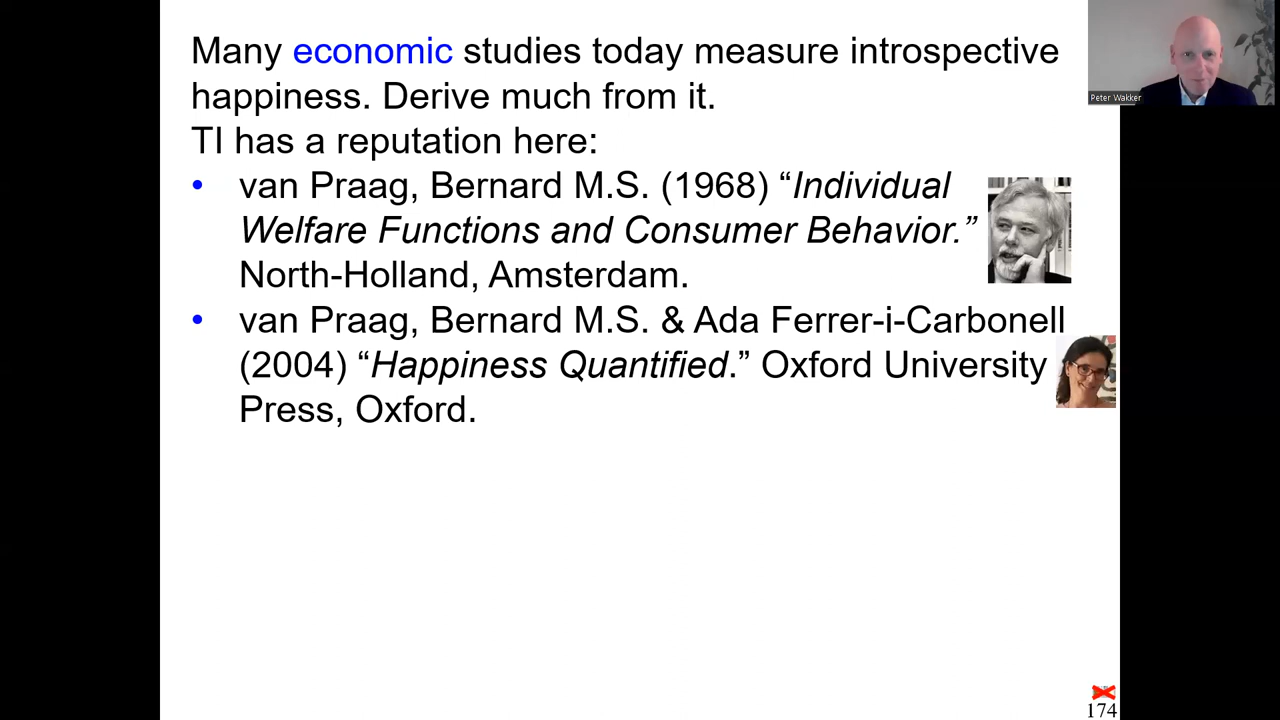 Many economic studies today measure introspective
happiness. Derive much from it.
TI has a reputation here:
• van Praag, Bernard M.S. (1968) “Individual
Welfare Functions and Consumer Behavior.”
North-Holland, Amsterdam.
• van Praag, Bernard M.S. & Ada Ferrer-i-Carbonell
(2004) “Happiness Quantified.” Oxford University
Press, Oxford.
Peter Wakker
174